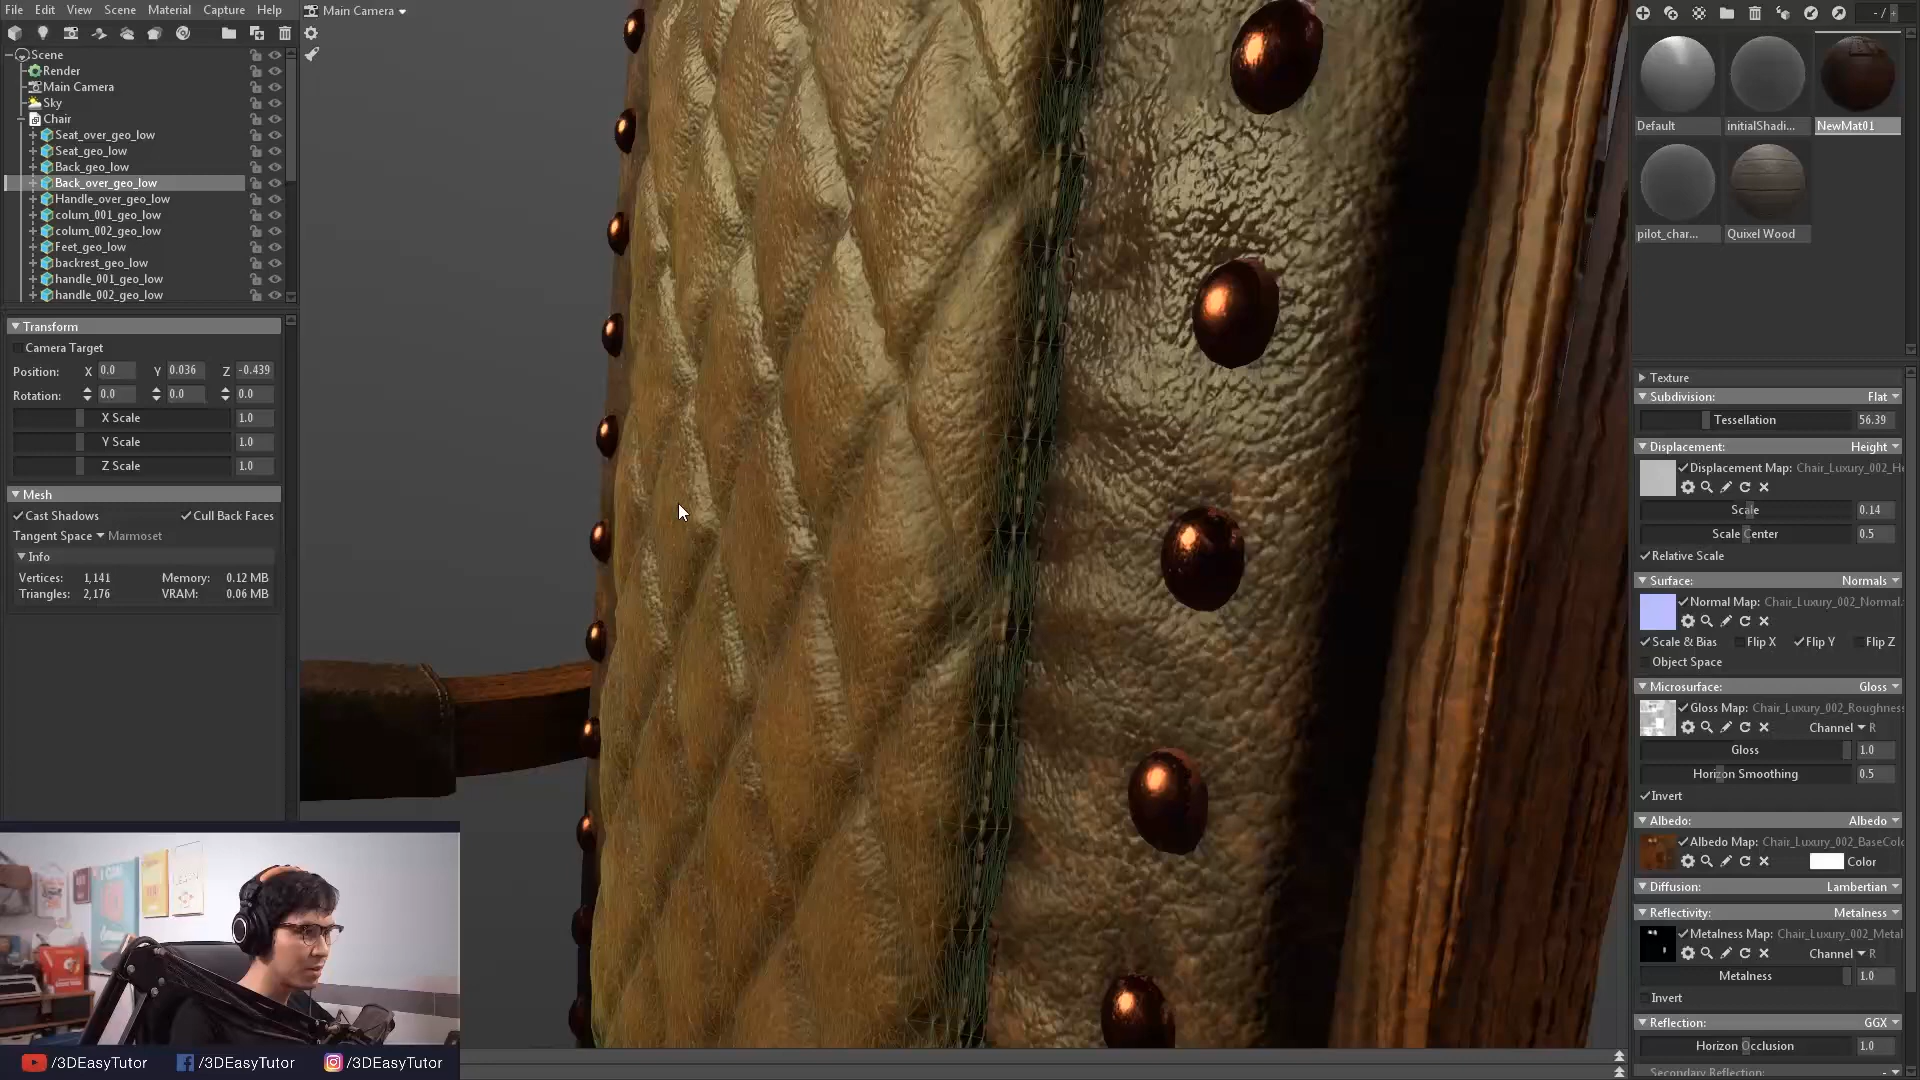 File Edit View Scene Material Capture Help
Main Camera
- /
Scene
Render
Main Camera
Sky
Chair
Seat_over_geo_low
Seat_geo_low
Back_geo_low
Back_over_geo_low
Handle_over_geo_low
colum_001_geo_low
colum_002_geo_low
Feet_geo_low
backrest_geo_low
handle_001_geo_low
handle_002_geo_low
Transform
Camera Target
Position: X 0.0 Y 0.036 Z -0.439
Rotation: 0.0 0.0 0.0
X Scale 1.0
Y Scale 1.0
Z Scale 1.0
Mesh
Cast Shadows Cull Back Faces
Tangent Space Marmoset
Info
Vertices: 1,141 Memory: 0.12 MB
Triangles: 2,176 VRAM: 0.06 MB
/3DEasyTutor /3DEasyTutor /3DEasyTutor
Default initialShadi... NewMat01
pilot_char... Quixel Wood
Texture
Subdivision: Flat
Tessellation 56.39
Displacement: Height
Displacement Map: Chair_Luxury_002_He
Scale 0.14
Scale Center 0.5
Relative Scale
Surface: Normals
Normal Map: Chair_Luxury_002_Normal.
Scale & Bias Flip X Flip Y Flip Z
Object Space
Microsurface: Gloss
Gloss Map: Chair_Luxury_002_Roughness
Channel R
Gloss 1.0
Horizon Smoothing 0.5
Invert
Albedo: Albedo
Albedo Map: Chair_Luxury_002_BaseColo
Color
Diffusion: Lambertian
Reflectivity: Metalness
Metalness Map: Chair_Luxury_002_Metal
Channel R
Metalness 1.0
Invert
Reflection: GGX
Horizon Occlusion 1.0
Secondary Reflection: -